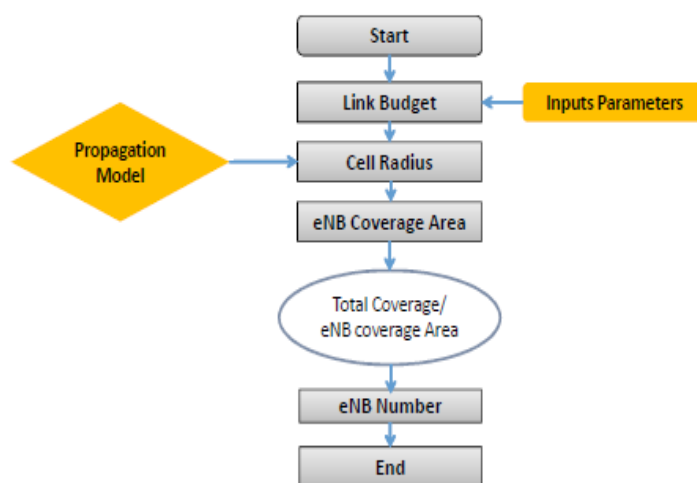 Start
Link Budget
Inputs Parameters
Propagation
Model
Cell Radius
eNB Coverage Area
Total Coverage/
eNB coverage Area
eNB Number
End